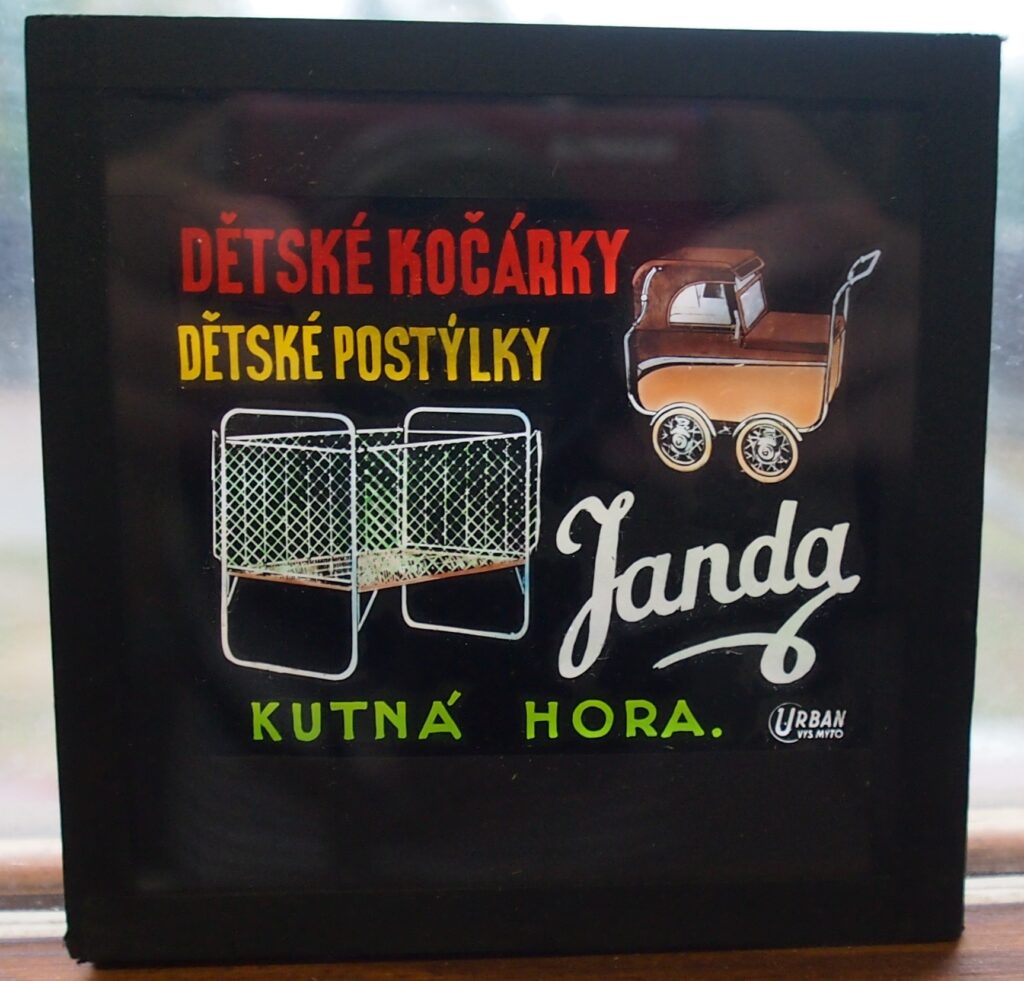 DĚTSKÉ KOČÁRKY
DĚTSKÉ POSTÝLKY
Janda
KUTNÁ HORA.
URBAN
VYS. MÝTO